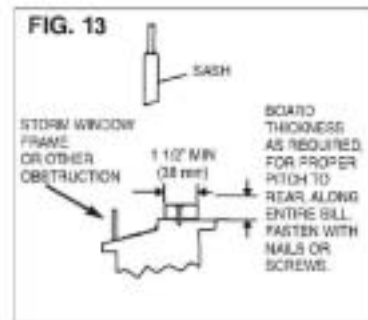 FIG. 13
SASH
STORM WINDOW
FRAME
OR OTHER
OBSTRUCTION
1 1/2" MIN
(38 mm)
BOARD
THICKNESS
AS REQUIRED,
FOR PROPER
PITCH TO
REAR, ALONG
ENTIRE SILL.
FASTEN WITH
NAILS OR
SCREWS.